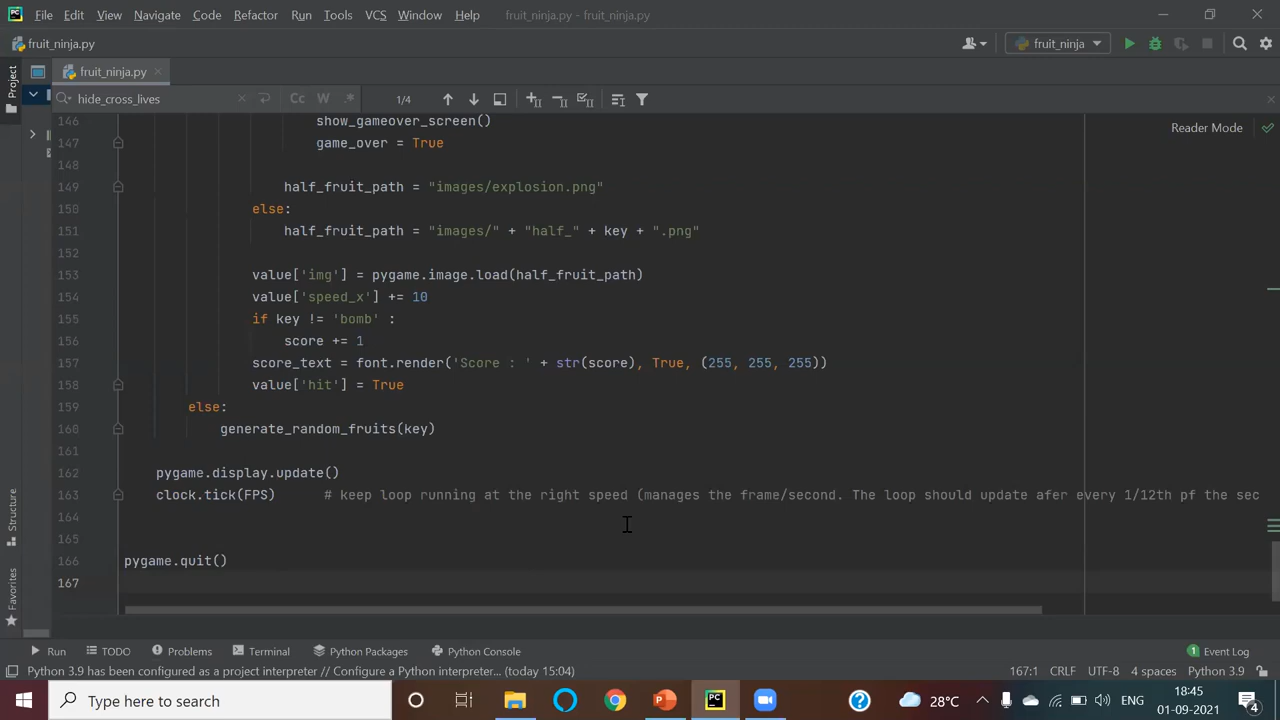 PC File Edit View Navigate Code Refactor Run Tools VCS Window Help fruit_ninja.py - fruit_ninja.py
fruit_ninja.py fruit_ninja
Project fruit_ninja.py
hide_cross_lives Cc W .* 1/4
Reader Mode
146 show_gameover_screen()
147 game_over = True
148
149 half_fruit_path = "images/explosion.png"
150 else:
151 half_fruit_path = "images/" + "half_" + key + ".png"
152
153 value['img'] = pygame.image.load(half_fruit_path)
154 value['speed_x'] += 10
155 if key != 'bomb' :
156 score += 1
157 score_text = font.render('Score : ' + str(score), True, (255, 255, 255))
158 value['hit'] = True
159 else:
160 generate_random_fruits(key)
161
162 pygame.display.update()
163 clock.tick(FPS) # keep loop running at the right speed (manages the frame/second. The loop should update afer every 1/12th pf the sec
164
165
166 pygame.quit()
167
Structure
Favorites
Run TODO Problems Terminal Python Packages Python Console 1 Event Log
Python 3.9 has been configured as a project interpreter // Configure a Python interpreter... (today 15:04) 167:1 CRLF UTF-8 4 spaces Python 3.9
Type here to search P PC ? 28°C ENG 18:45
01-09-2021 4